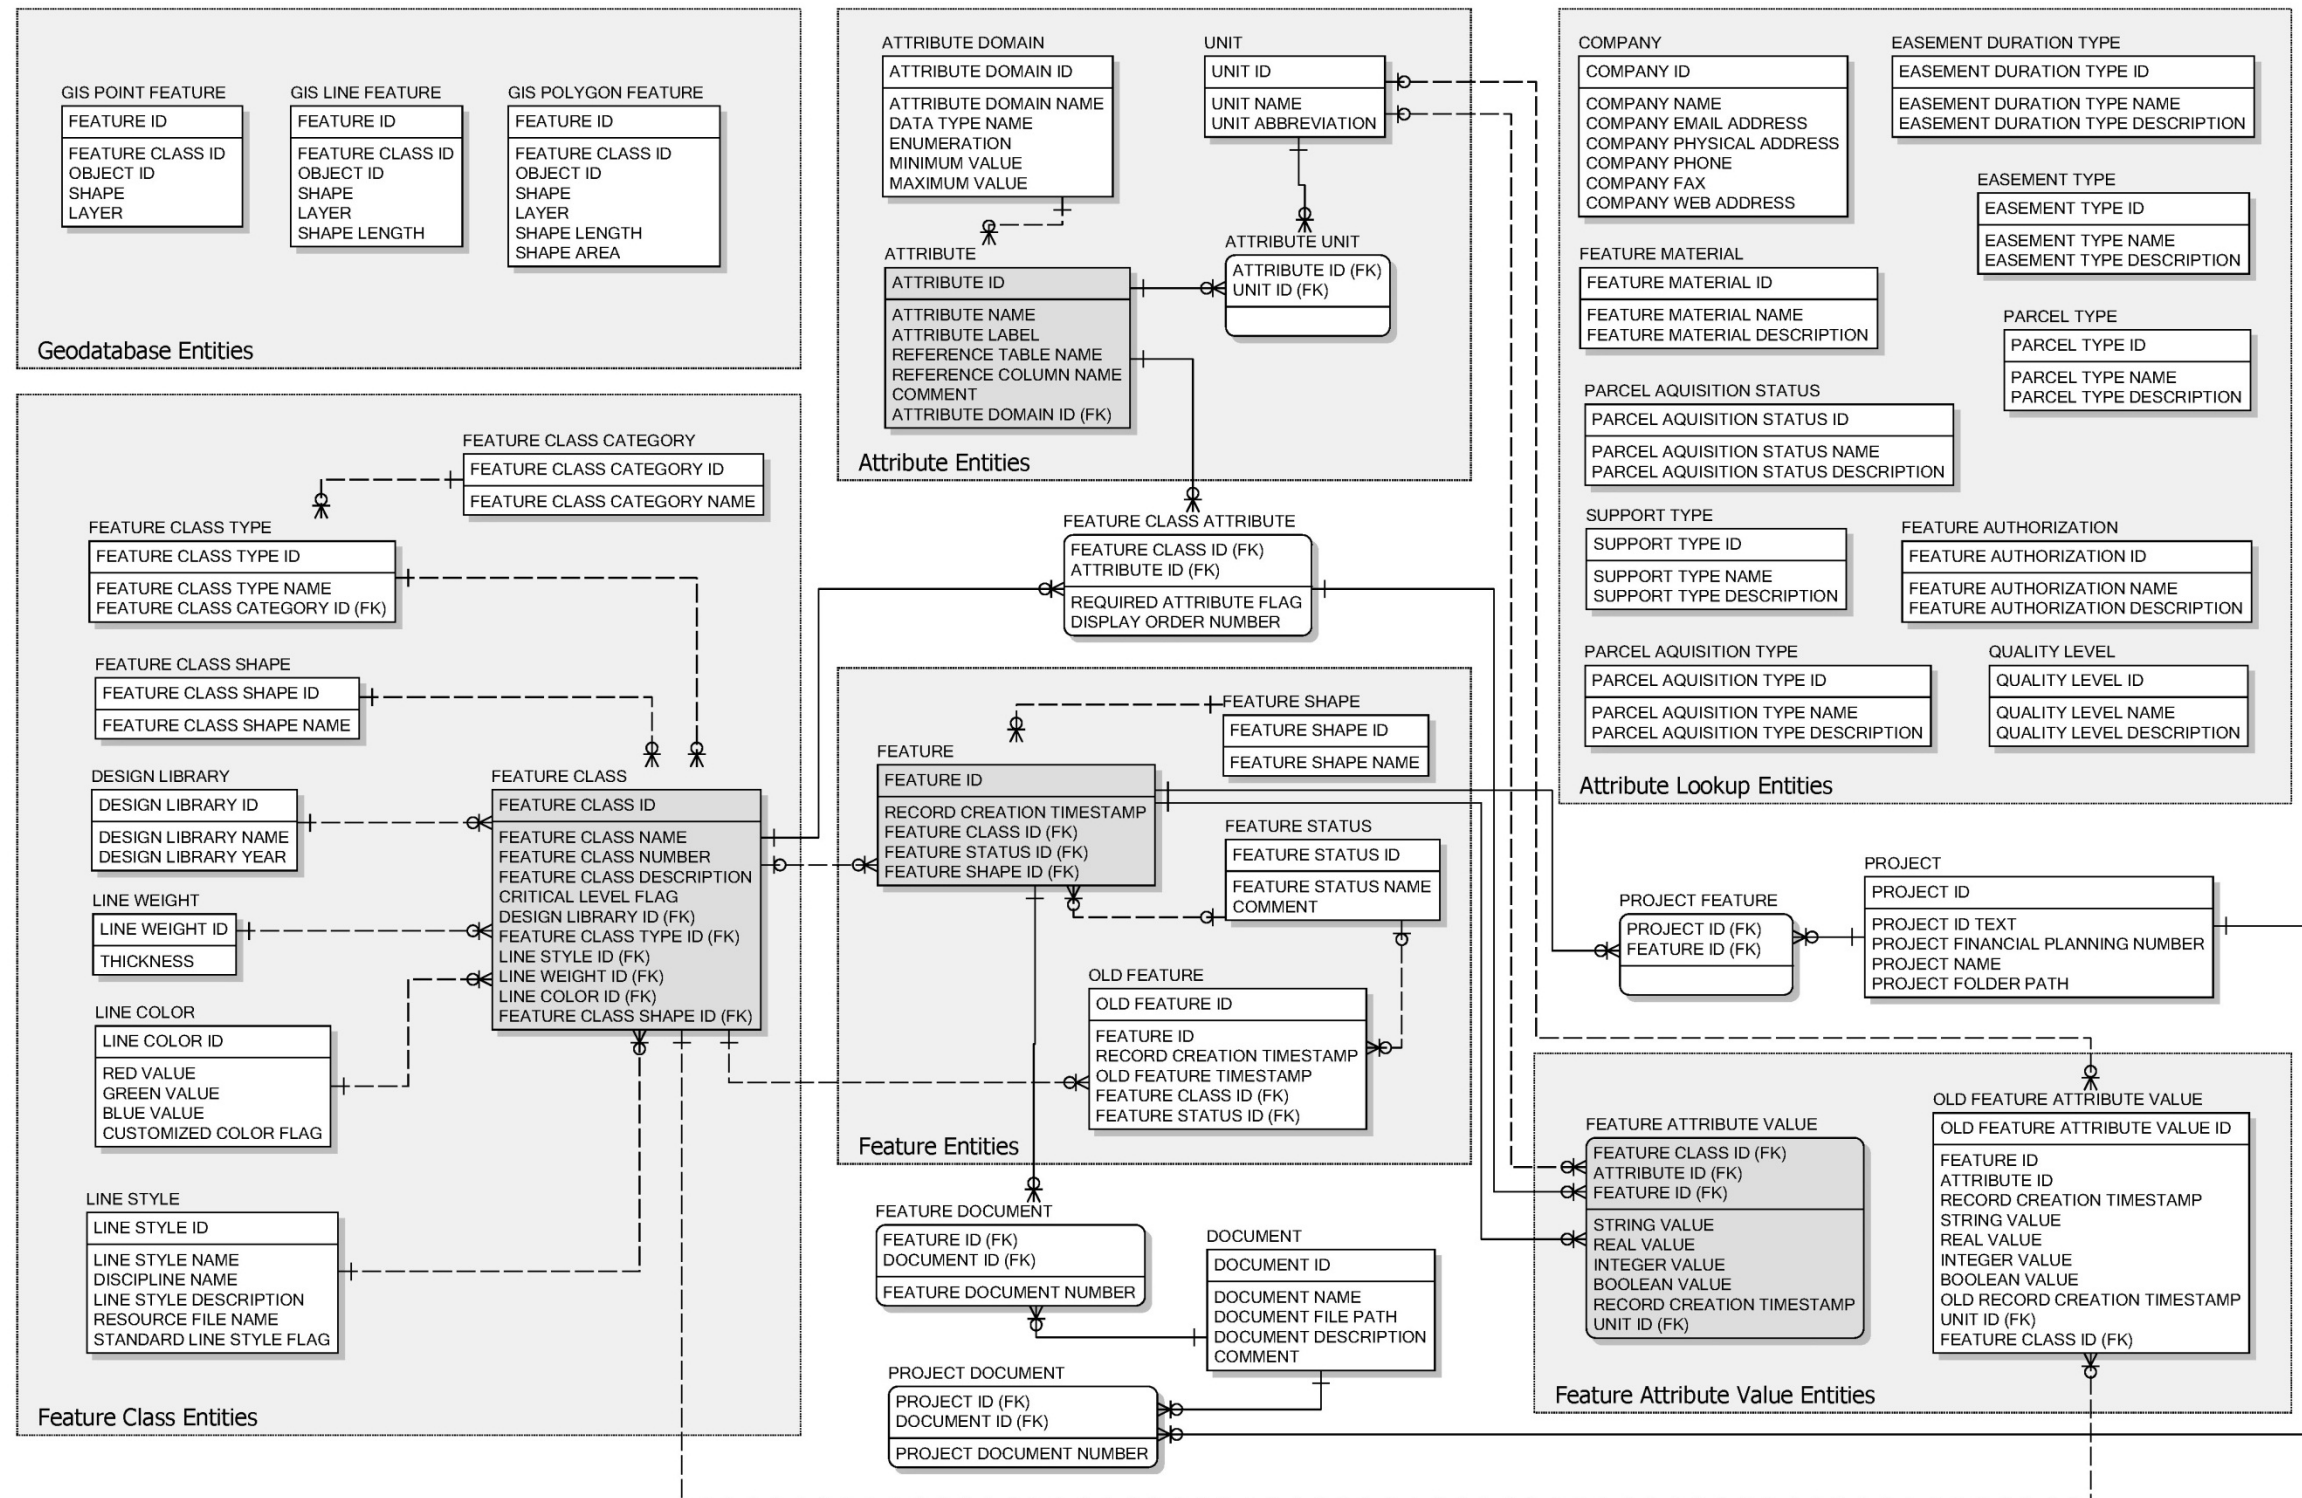 GIS POINT FEATURE
FEATURE ID
FEATURE CLASS ID
OBJECT ID
SHAPE
LAYER
GIS LINE FEATURE
FEATURE ID
FEATURE CLASS ID
OBJECT ID
SHAPE
LAYER
SHAPE LENGTH
GIS POLYGON FEATURE
FEATURE ID
FEATURE CLASS ID
OBJECT ID
SHAPE
LAYER
SHAPE LENGTH
SHAPE AREA
Geodatabase Entities
ATTRIBUTE DOMAIN
ATTRIBUTE DOMAIN ID
ATTRIBUTE DOMAIN NAME
DATA TYPE NAME
ENUMERATION
MINIMUM VALUE
MAXIMUM VALUE
UNIT
UNIT ID
UNIT NAME
UNIT ABBREVIATION
ATTRIBUTE
ATTRIBUTE ID
ATTRIBUTE NAME
ATTRIBUTE LABEL
REFERENCE TABLE NAME
REFERENCE COLUMN NAME
COMMENT
ATTRIBUTE DOMAIN ID (FK)
ATTRIBUTE UNIT
ATTRIBUTE ID (FK)
UNIT ID (FK)
Attribute Entities
COMPANY
COMPANY ID
COMPANY NAME
COMPANY EMAIL ADDRESS
COMPANY PHYSICAL ADDRESS
COMPANY PHONE
COMPANY FAX
COMPANY WEB ADDRESS
EASEMENT DURATION TYPE
EASEMENT DURATION TYPE ID
EASEMENT DURATION TYPE NAME
EASEMENT DURATION TYPE DESCRIPTION
EASEMENT TYPE
EASEMENT TYPE ID
EASEMENT TYPE NAME
EASEMENT TYPE DESCRIPTION
FEATURE MATERIAL
FEATURE MATERIAL ID
FEATURE MATERIAL NAME
FEATURE MATERIAL DESCRIPTION
PARCEL TYPE
PARCEL TYPE ID
PARCEL TYPE NAME
PARCEL TYPE DESCRIPTION
PARCEL AQUISITION STATUS
PARCEL AQUISITION STATUS ID
PARCEL AQUISITION STATUS NAME
PARCEL AQUISITION STATUS DESCRIPTION
SUPPORT TYPE
SUPPORT TYPE ID
SUPPORT TYPE NAME
SUPPORT TYPE DESCRIPTION
FEATURE AUTHORIZATION
FEATURE AUTHORIZATION ID
FEATURE AUTHORIZATION NAME
FEATURE AUTHORIZATION DESCRIPTION
PARCEL AQUISITION TYPE
PARCEL AQUISITION TYPE ID
PARCEL AQUISITION TYPE NAME
PARCEL AQUISITION TYPE DESCRIPTION
QUALITY LEVEL
QUALITY LEVEL ID
QUALITY LEVEL NAME
QUALITY LEVEL DESCRIPTION
Attribute Lookup Entities
FEATURE CLASS CATEGORY
FEATURE CLASS CATEGORY ID
FEATURE CLASS CATEGORY NAME
FEATURE CLASS TYPE
FEATURE CLASS TYPE ID
FEATURE CLASS TYPE NAME
FEATURE CLASS CATEGORY ID (FK)
FEATURE CLASS SHAPE
FEATURE CLASS SHAPE ID
FEATURE CLASS SHAPE NAME
DESIGN LIBRARY
DESIGN LIBRARY ID
DESIGN LIBRARY NAME
DESIGN LIBRARY YEAR
LINE WEIGHT
LINE WEIGHT ID
THICKNESS
LINE COLOR
LINE COLOR ID
RED VALUE
GREEN VALUE
BLUE VALUE
CUSTOMIZED COLOR FLAG
LINE STYLE
LINE STYLE ID
LINE STYLE NAME
DISCIPLINE NAME
LINE STYLE DESCRIPTION
RESOURCE FILE NAME
STANDARD LINE STYLE FLAG
FEATURE CLASS
FEATURE CLASS ID
FEATURE CLASS NAME
FEATURE CLASS NUMBER
FEATURE CLASS DESCRIPTION
CRITICAL LEVEL FLAG
DESIGN LIBRARY ID (FK)
FEATURE CLASS TYPE ID (FK)
LINE STYLE ID (FK)
LINE WEIGHT ID (FK)
LINE COLOR ID (FK)
FEATURE CLASS SHAPE ID (FK)
Feature Class Entities
FEATURE CLASS ATTRIBUTE
FEATURE CLASS ID (FK)
ATTRIBUTE ID (FK)
REQUIRED ATTRIBUTE FLAG
DISPLAY ORDER NUMBER
FEATURE SHAPE
FEATURE SHAPE ID
FEATURE SHAPE NAME
FEATURE
FEATURE ID
RECORD CREATION TIMESTAMP
FEATURE CLASS ID (FK)
FEATURE STATUS ID (FK)
FEATURE SHAPE ID (FK)
FEATURE STATUS
FEATURE STATUS ID
FEATURE STATUS NAME
COMMENT
OLD FEATURE
OLD FEATURE ID
FEATURE ID
RECORD CREATION TIMESTAMP
OLD FEATURE TIMESTAMP
FEATURE CLASS ID (FK)
FEATURE STATUS ID (FK)
Feature Entities
PROJECT FEATURE
PROJECT ID (FK)
FEATURE ID (FK)
PROJECT
PROJECT ID
PROJECT ID TEXT
PROJECT FINANCIAL PLANNING NUMBER
PROJECT NAME
PROJECT FOLDER PATH
FEATURE DOCUMENT
FEATURE ID (FK)
DOCUMENT ID (FK)
FEATURE DOCUMENT NUMBER
DOCUMENT
DOCUMENT ID
DOCUMENT NAME
DOCUMENT FILE PATH
DOCUMENT DESCRIPTION
COMMENT
PROJECT DOCUMENT
PROJECT ID (FK)
DOCUMENT ID (FK)
PROJECT DOCUMENT NUMBER
FEATURE ATTRIBUTE VALUE
FEATURE CLASS ID (FK)
ATTRIBUTE ID (FK)
FEATURE ID (FK)
STRING VALUE
REAL VALUE
INTEGER VALUE
BOOLEAN VALUE
RECORD CREATION TIMESTAMP
UNIT ID (FK)
OLD FEATURE ATTRIBUTE VALUE
OLD FEATURE ATTRIBUTE VALUE ID
FEATURE ID
ATTRIBUTE ID
RECORD CREATION TIMESTAMP
STRING VALUE
REAL VALUE
INTEGER VALUE
BOOLEAN VALUE
OLD RECORD CREATION TIMESTAMP
UNIT ID (FK)
FEATURE CLASS ID (FK)
Feature Attribute Value Entities